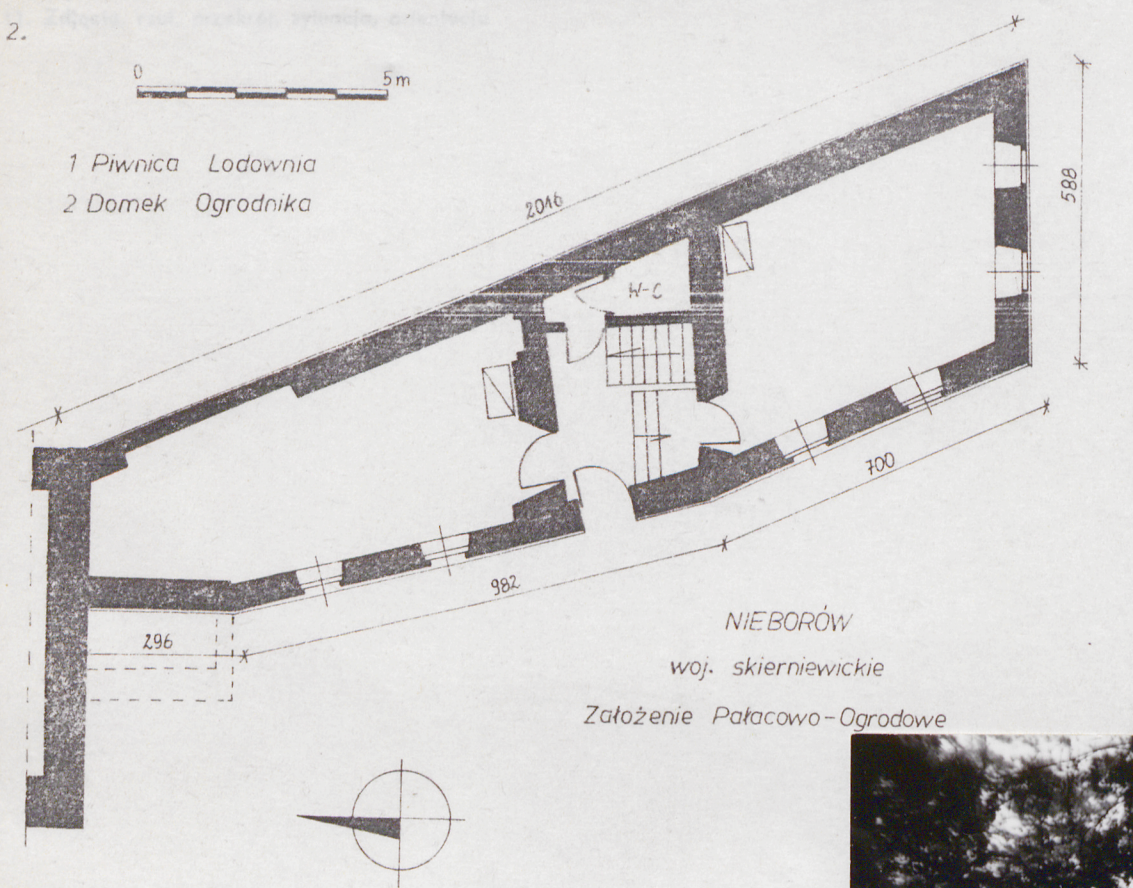 2.
0 5 m
1 Piwnica Lodownia
2 Domek Ogrodnika
2016
588
W-C
700
982
296
NIEBORÓW
woj. skierniewickie
Założenie Pałacowo-Ogrodowe